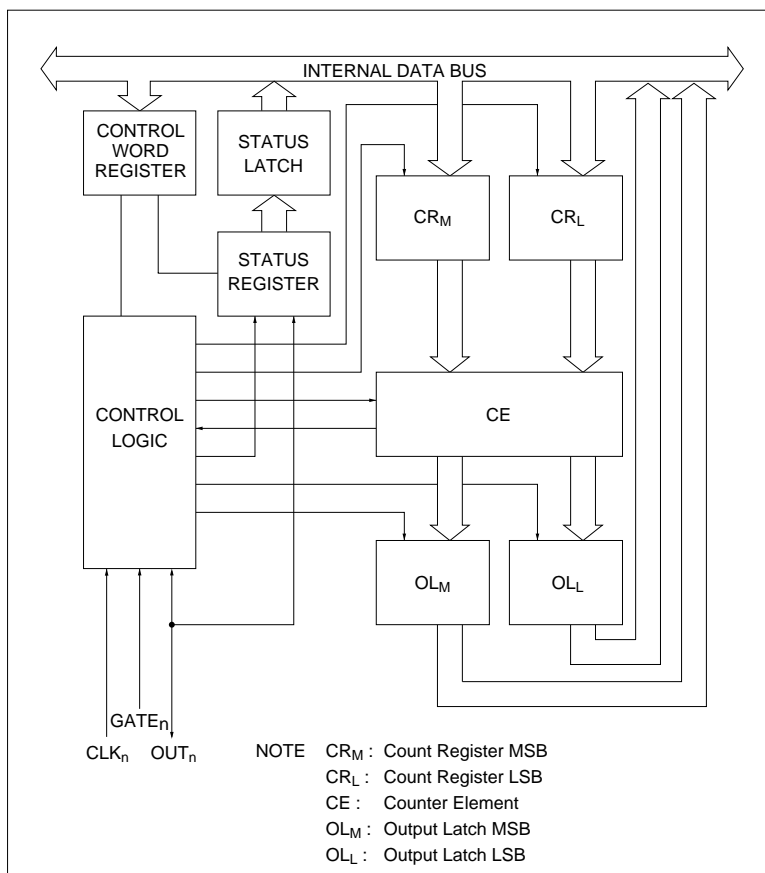 INTERNAL DATA BUS
CONTROL
WORD
REGISTER
STATUS
LATCH
CRM
CRL
STATUS
REGISTER
CONTROL
LOGIC
CE
OLM
OLL
GATEn
CLKn OUTn
NOTE CRM : Count Register MSB
CRL : Count Register LSB
CE : Counter Element
OLM : Output Latch MSB
OLL : Output Latch LSB